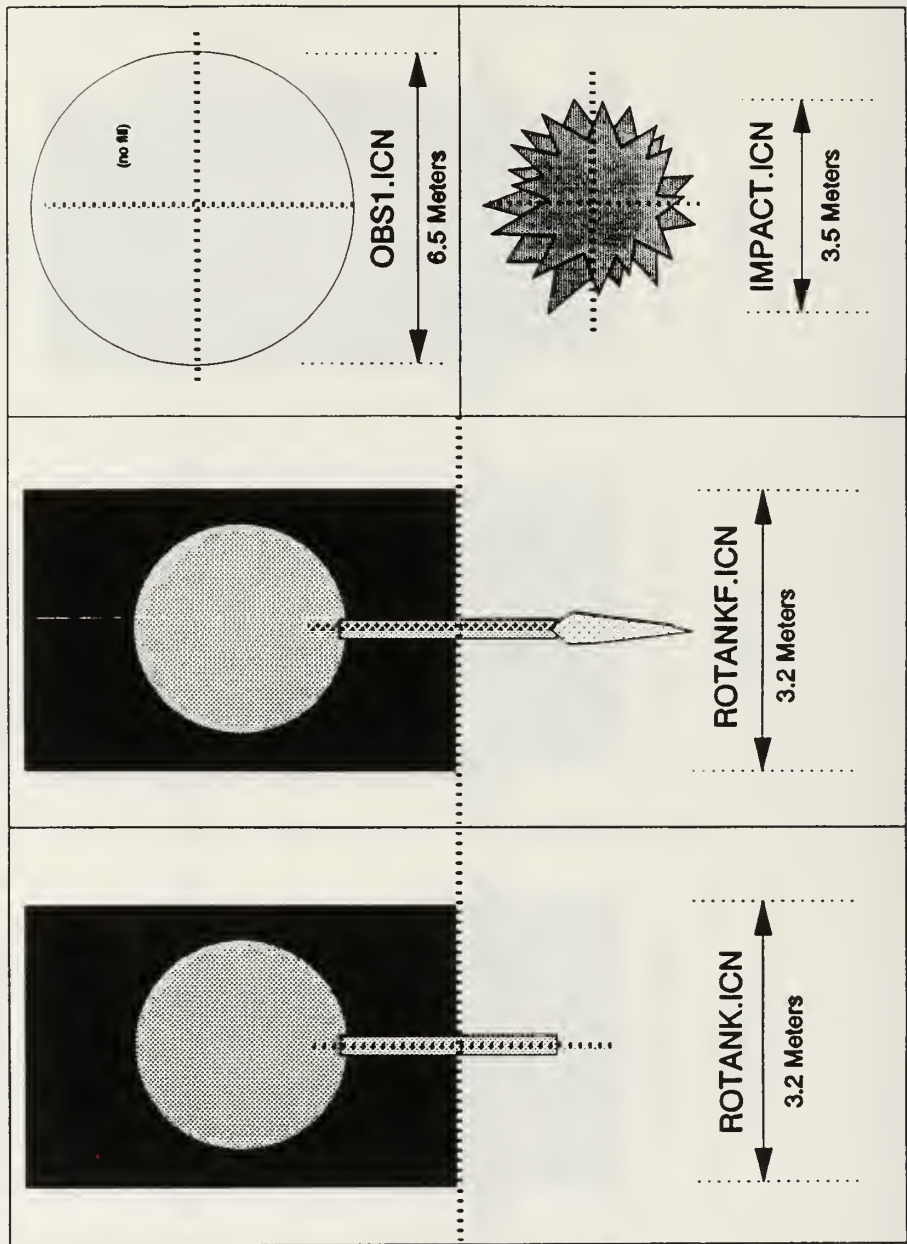 ROTANK.ICN
3.2 Meters
ROTANKF.ICN
3.2 Meters
(no fill)
OBS1.ICN
6.5 Meters
IMPACT.ICN
3.5 Meters